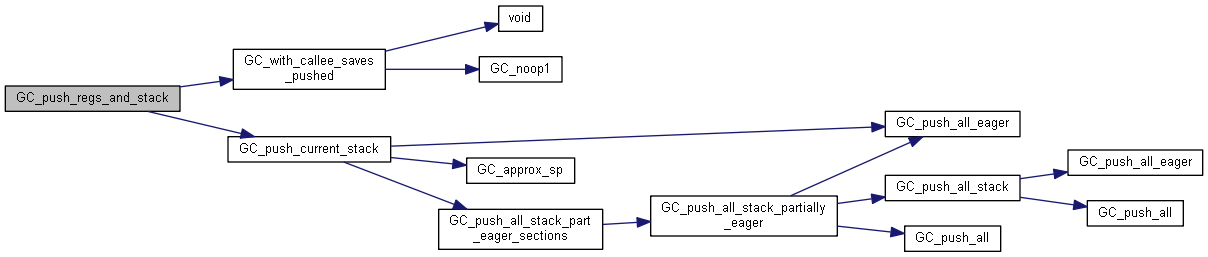 GC_push_regs_and_stack
GC_with_callee_saves
_pushed
void
GC_noop1
GC_push_current_stack
GC_push_all_eager
GC_approx_sp
GC_push_all_stack_part
_eager_sections
GC_push_all_stack_partially
_eager
GC_push_all_stack
GC_push_all
GC_push_all_eager
GC_push_all